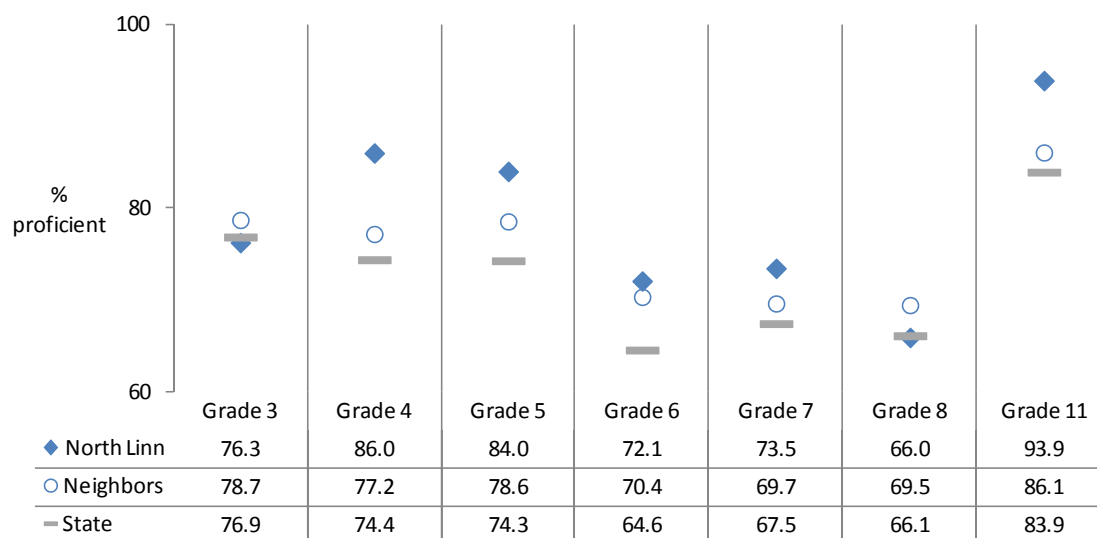 100
%
proficient
80
60
Grade 3 Grade 4 Grade 5 Grade 6 Grade 7 Grade 8 Grade 11
North Linn 76.3 86.0 84.0 72.1 73.5 66.0 93.9
Neighbors 78.7 77.2 78.6 70.4 69.7 69.5 86.1
State 76.9 74.4 74.3 64.6 67.5 66.1 83.9